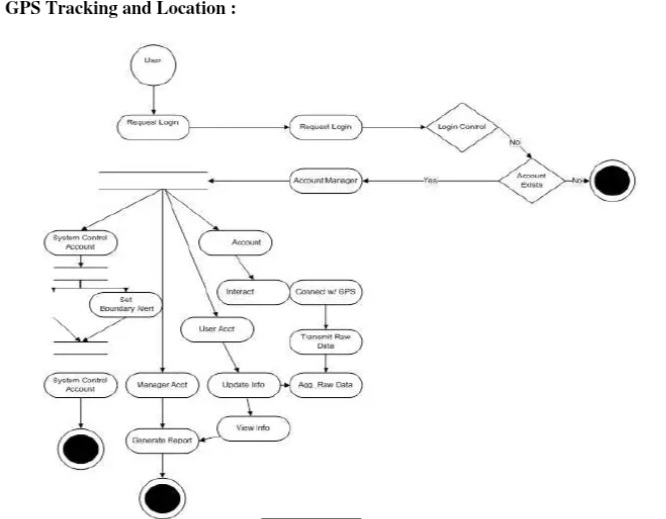 GPS Tracking and Location :
User
Request Login
Request Login
Login Control
No
Account Manager
Yes
Account
Exists
No
System Control
Account
Account
Interact
Connect w/ GPS
Set
Boundary Alert
User Acct
Transmit Raw
Data
System Control
Account
Manager Acct
Update Info
Agg. Raw Data
View Info
Generate Report